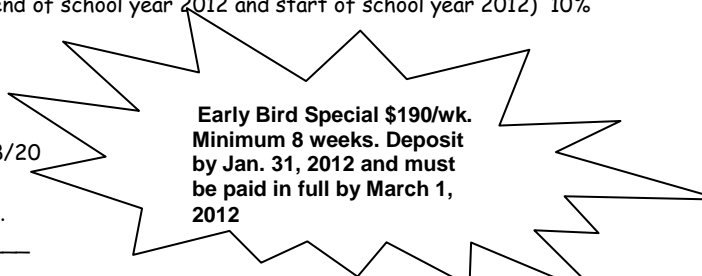 end of school year 2012 and start of school year 2012) 10%
Early Bird Special $190/wk.
Minimum 8 weeks. Deposit
/20
by Jan. 31, 2012 and must
be paid in full by March 1,
2012
.